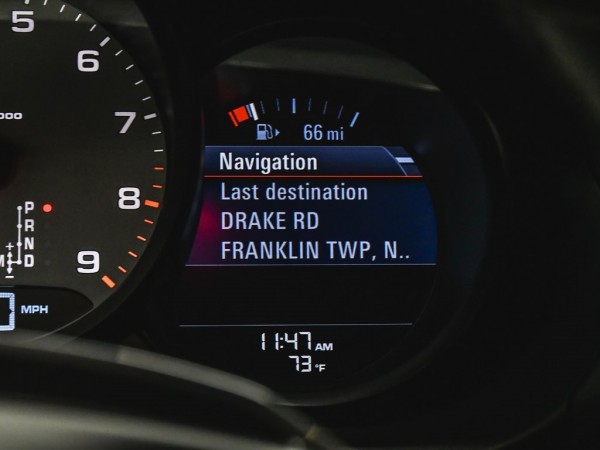 5
6
7
8
9
000
P
R
N
D
M
+
-
MPH
66 mi
Navigation
Last destination
DRAKE RD
FRANKLIN TWP, N..
11:47 AM
73 °F